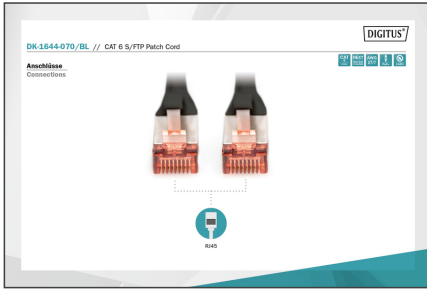 DIGITUS®
DK-1644-070/BL // CAT 6 S/FTP Patch Cord
Anschlüsse
Connections
RJ45